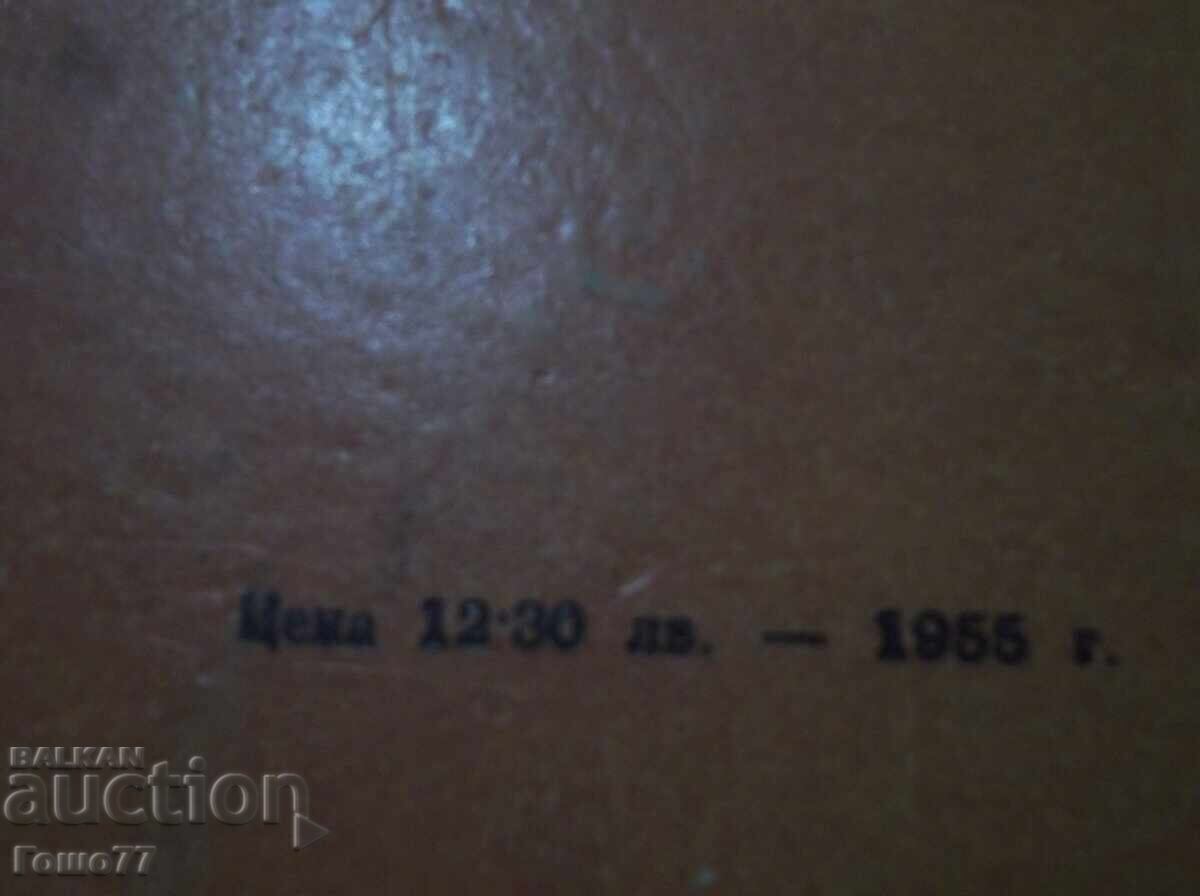 Цена 12·30 лв. — 1955 г.
BALKAN
auction
Гошо77